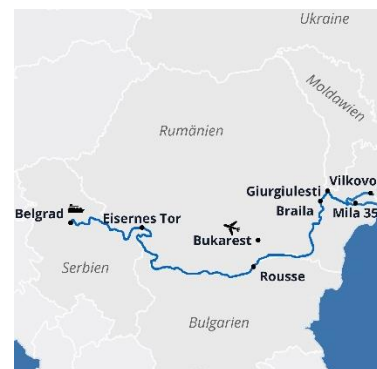 Ukraine
Moldawien
Rumänien
Vilkovo
Giurgiulesti
Braila
Mila 35
Belgrad
Eisernes Tor
Bukarest
Serbien
Rousse
Bulgarien